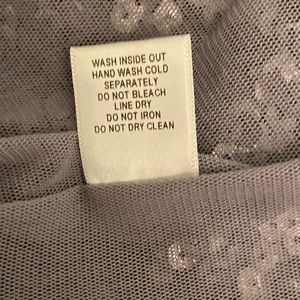 WASH INSIDE OUT
HAND WASH COLD
SEPARATELY
DO NOT BLEACH
LINE DRY
DO NOT IRON
DO NOT DRY CLEAN